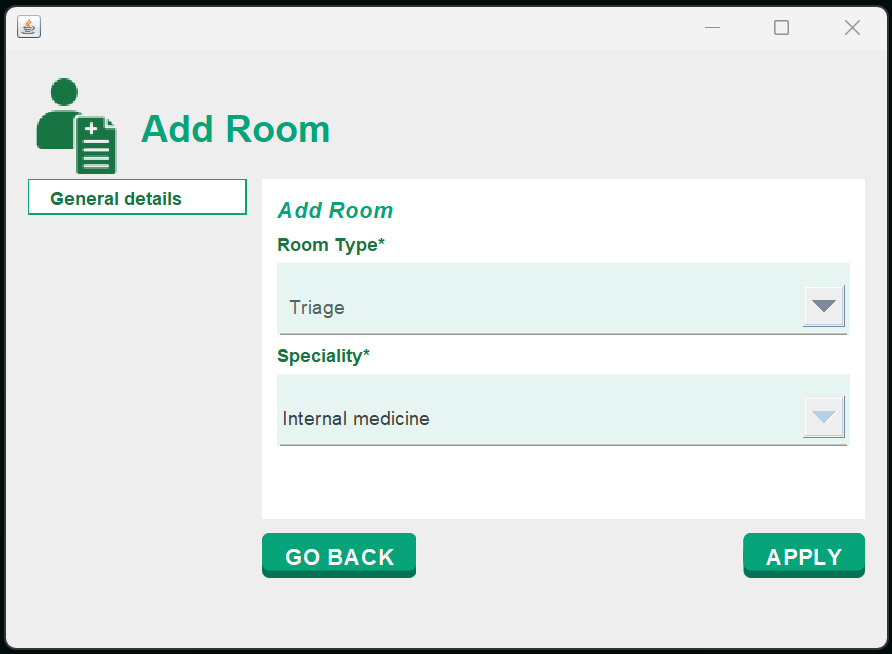 Add Room
General details
Add Room
Room Type*
Triage
Speciality*
Internal medicine
GO BACK
APPLY